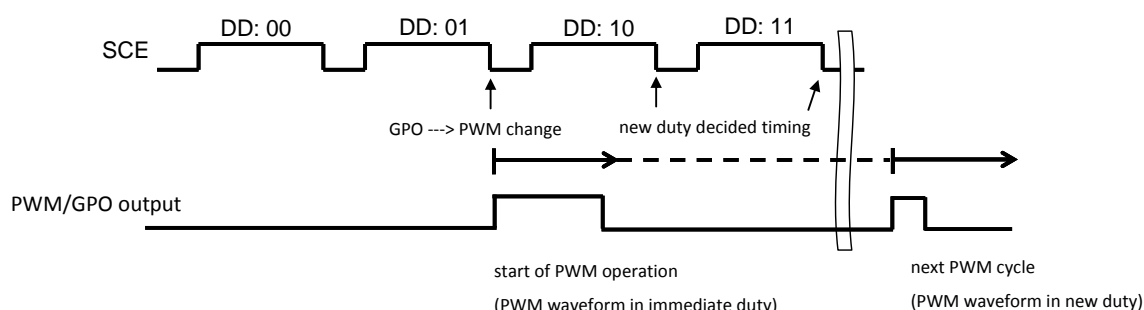 DD: 00 DD: 01 DD: 10 DD: 11
SCE
GPO ---> PWM change new duty decided timing
PWM/GPO output
start of PWM operation next PWM cycle
(PWM waveform in immediate duty) (PWM waveform in new duty)